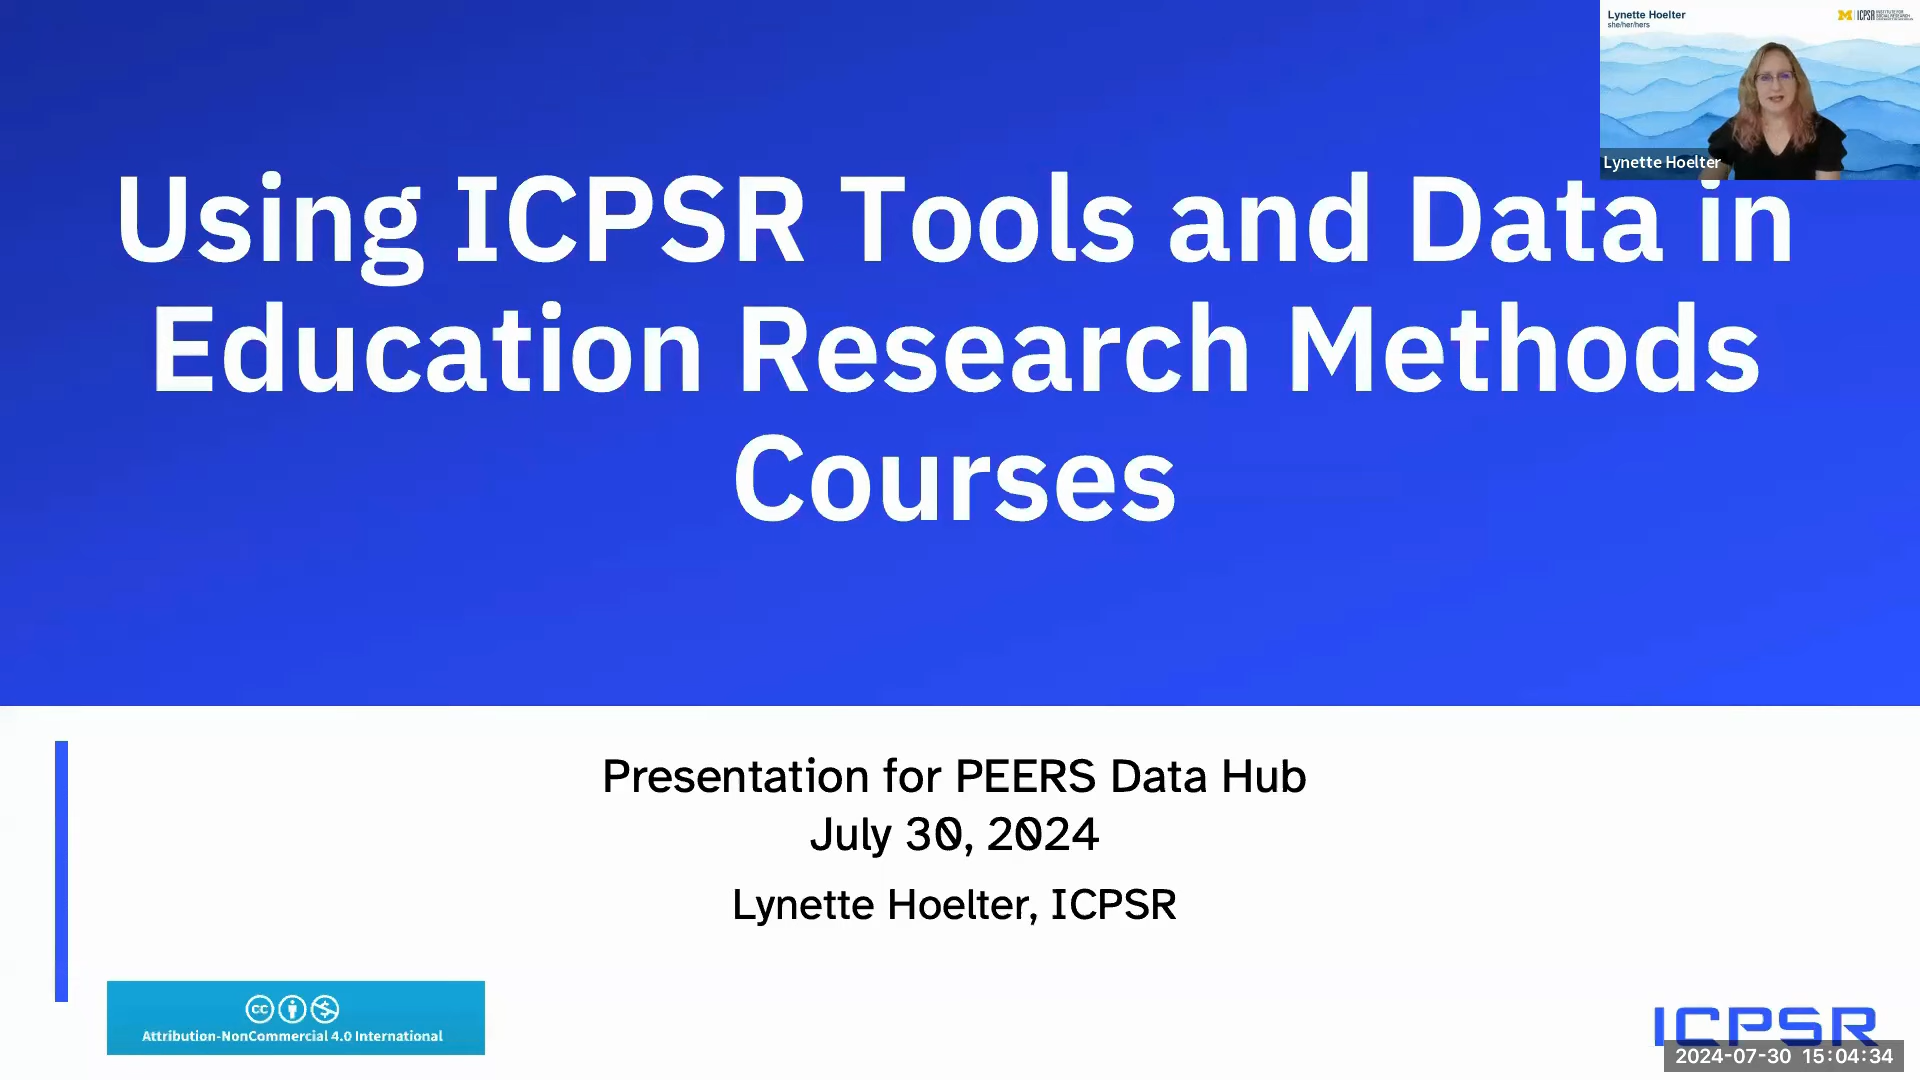 Lynette Hoelter
she/her/hers
M ICPSR
Lynette Hoelter
Using ICPSR Tools and Data in
Education Research Methods
Courses
Presentation for PEERS Data Hub
July 30, 2024
Lynette Hoelter, ICPSR
cc
Attribution-NonCommercial 4.0 International
ICPSR
2024-07-30 15:04:34